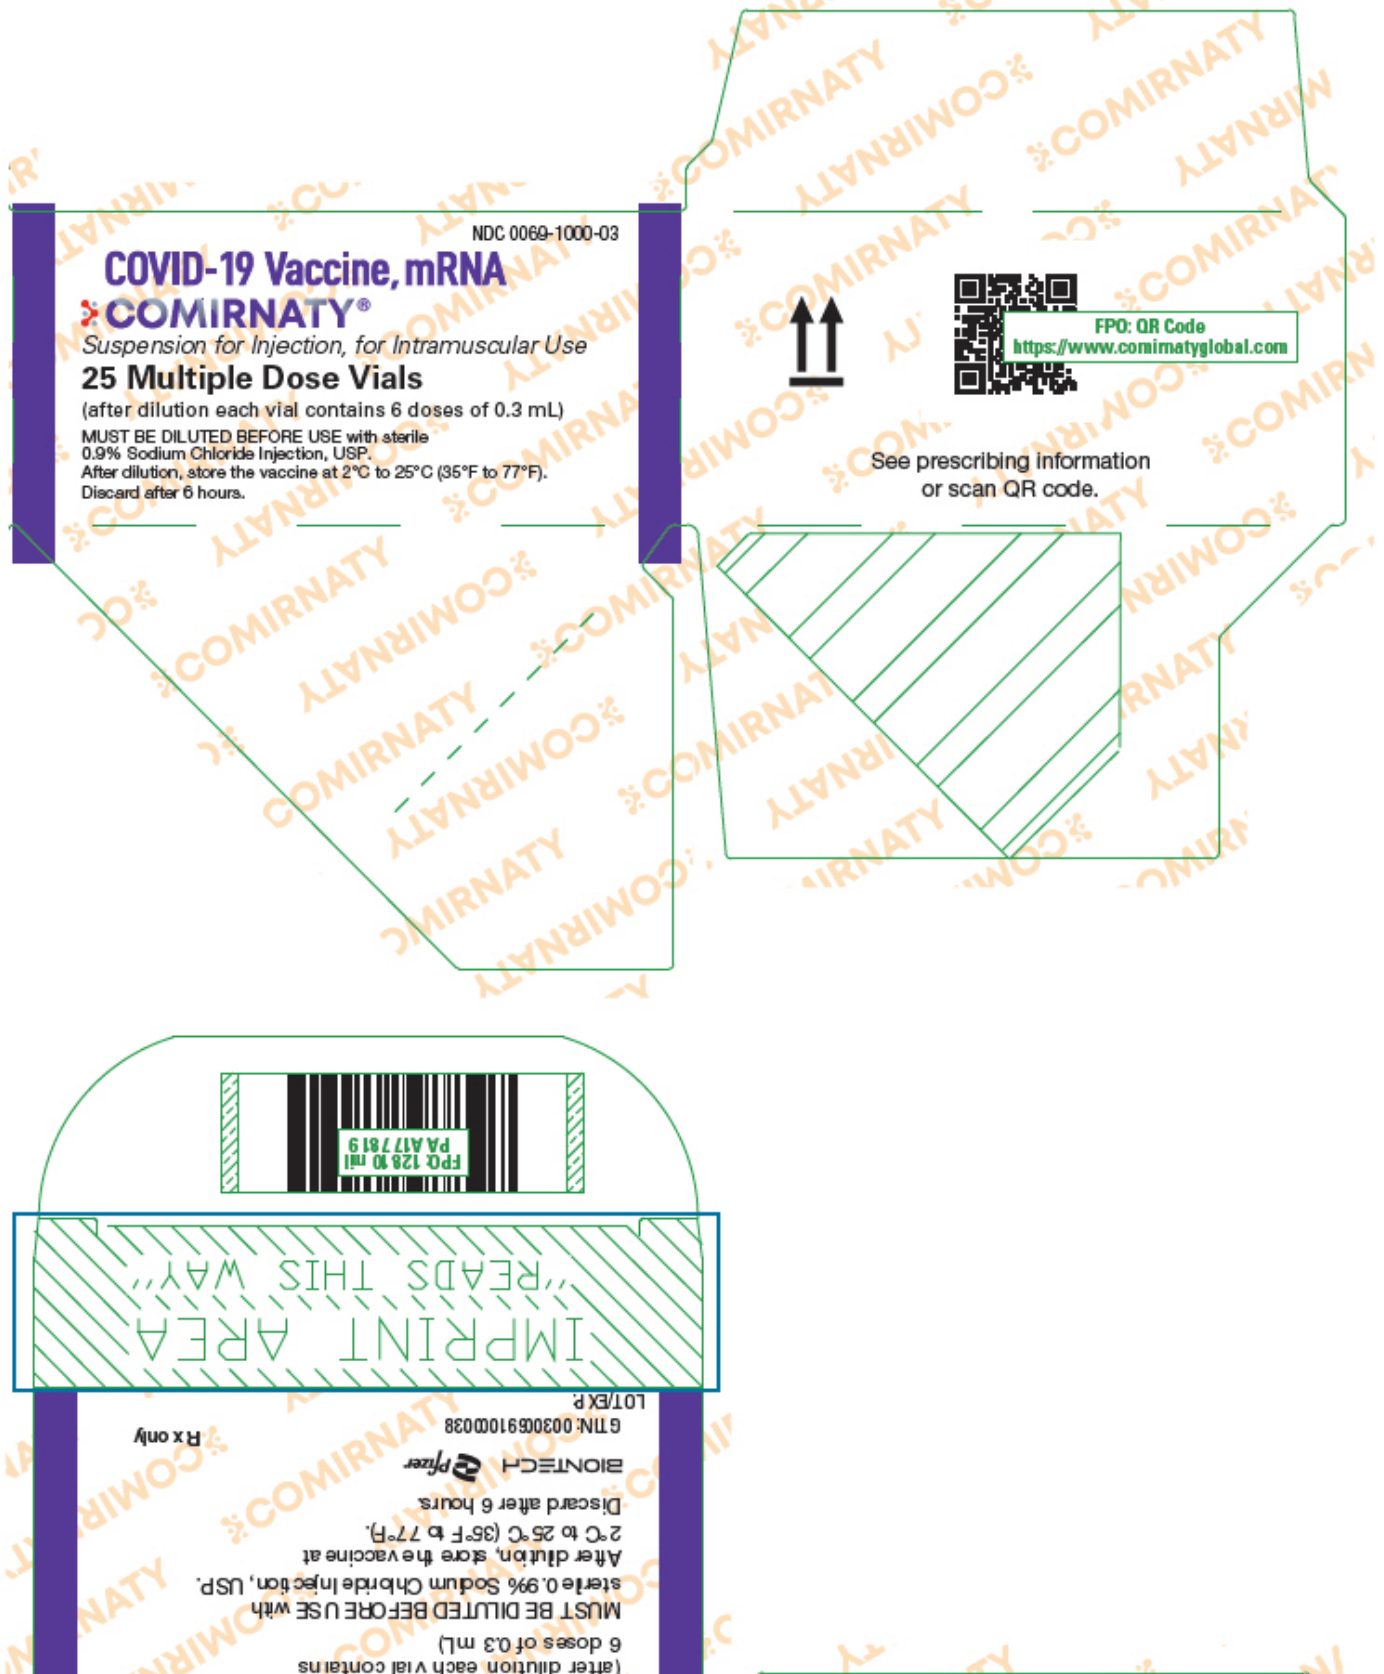 NDC 0069-1000-03
COVID-19 Vaccine, mRNA
COMIRNATY®
Suspension for Injection, for Intramuscular Use
25 Multiple Dose Vials
(after dilution each vial contains 6 doses of 0.3 mL)
MUST BE DILUTED BEFORE USE with sterile
0.9% Sodium Chloride Injection, USP.
After dilution, store the vaccine at 2°C to 25°C (35°F to 77°F).
Discard after 6 hours.
FPO: QR Code
https://www.comirnatyglobal.com
See prescribing information
or scan QR code.
FPO: 128 10 mil
PAA177819
IMPRINT AREA
"READS THIS WAY"
(after dilution each vial contains
6 doses of 0.3 mL)
MUST BE DILUTED BEFORE USE with
sterile 0.9% Sodium Chloride Injection, USP.
After dilution, store the vaccine at
2°C to 25°C (35°F to 77°F).
Discard after 6 hours.
BIONTECH Pfizer
GTIN: 00300691000038
Rx only
LOT/EXP.